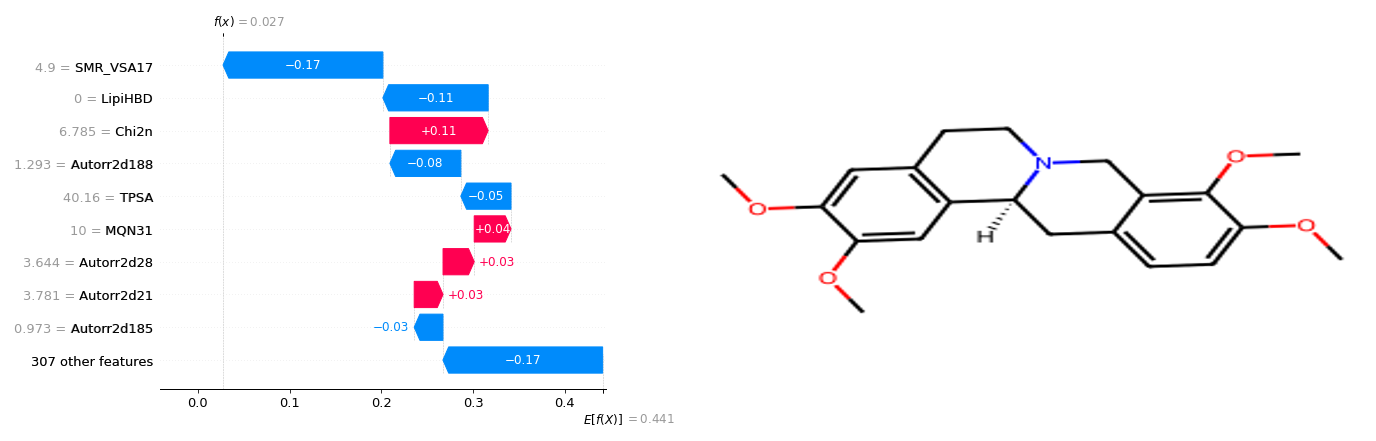 f(x) = 0.027
4.9 = SMR_VSA17
−0.17
0 = LipiHBD
−0.11
6.785 = Chi2n
+0.11
1.293 = Autorr2d188
−0.08
40.16 = TPSA
−0.05
10 = MQN31
+0.04
3.644 = Autorr2d28
+0.03
3.781 = Autorr2d21
+0.03
0.973 = Autorr2d185
−0.03
307 other features
−0.17
0.0 0.1 0.2 0.3 0.4
E[f(X)] = 0.441
N
H
O
O
O
O